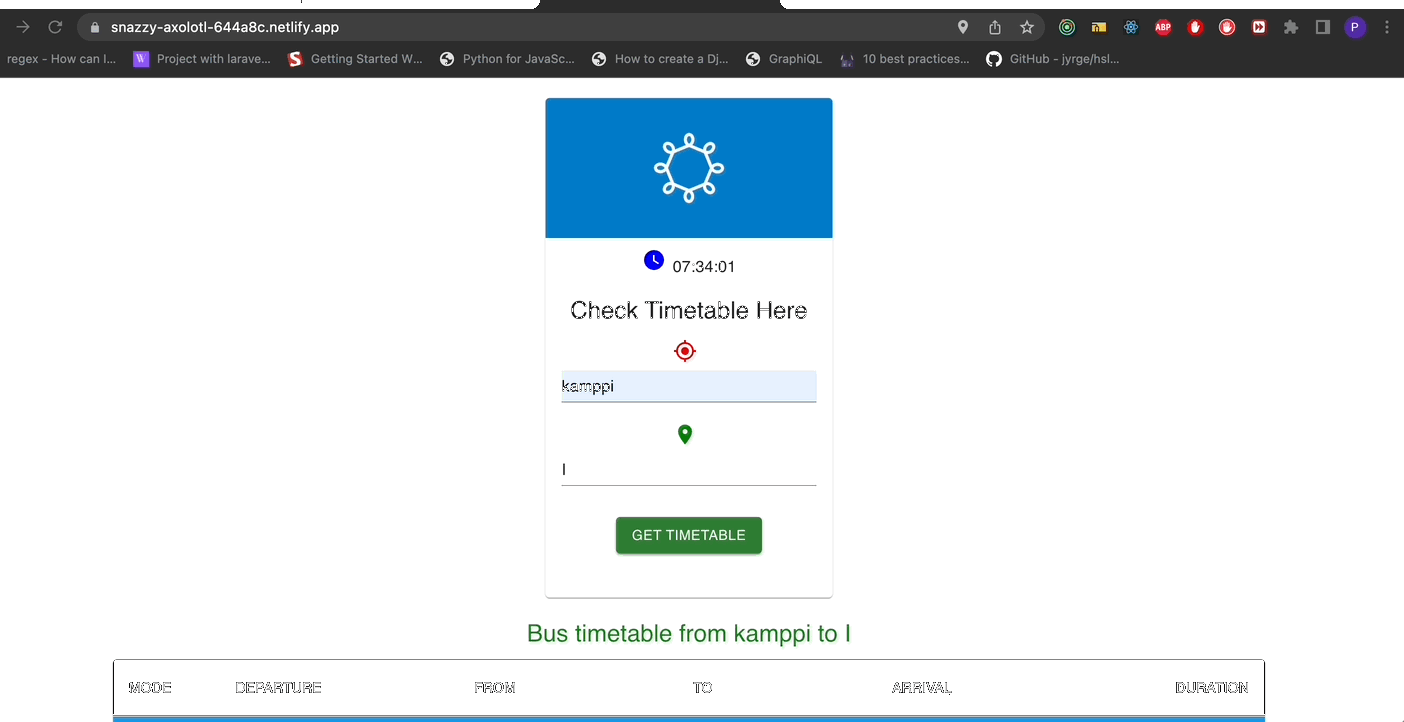 snazzy-axolotl-644a8c.netlify.app
ABP
P
regex - How can I... W Project with larave... S Getting Started W... Python for JavaSc... How to create a Dj... GraphiQL 10 best practices... GitHub - jyrge/hsl...
07:34:01
Check Timetable Here
kamppi
l
GET TIMETABLE
Bus timetable from kamppi to l
MODE DEPARTURE FROM TO ARRIVAL DURATION